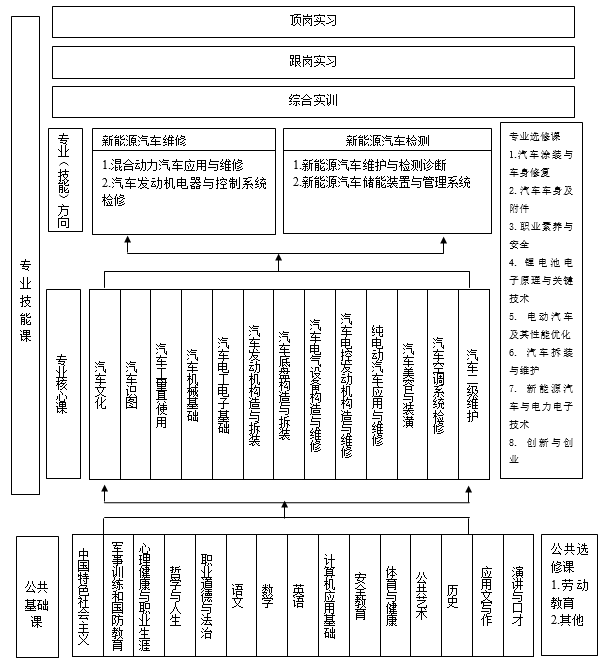 顶岗实习
跟岗实习
综合实训
专业技能课
专业（技能）方向
新能源汽车维修
1.混合动力汽车应用与维修
2.汽车发动机电器与控制系统
检修
新能源汽车检测
1.新能源汽车维护与检测诊断
2.新能源汽车储能装置与管理系统
专业选修课
1.汽车涂装与
车身修复
2.汽车车身及
附件
3.职业素养与
安全
4. 锂电池电
子原理与关键
技术
5. 电动汽车
及其性能优化
6. 汽车拆装
与维护
7. 新能源汽
车与电力电子
技术
8. 创新与创
业
专业核心课
汽车文化
汽车识图
汽车工量具使用
汽车机械基础
汽车电工电子基础
汽车发动机构造与拆装
汽车底盘构造与拆装
汽车电气设备构造与维修
汽车电控发动机构造与维修
纯电动汽车应用与维修
汽车美容与装潢
汽车空调系统检修
汽车二级维护
公共
基础
课
中国特色社会主义
军事训练和国防教育
心理健康与职业生涯
哲学与人生
职业道德与法治
语文
数学
英语
计算机应用基础
安全教育
体育与健康
公共艺术
历史
应用文写作
演讲与口才
公共选
修课
1.劳动
教育
2.其他